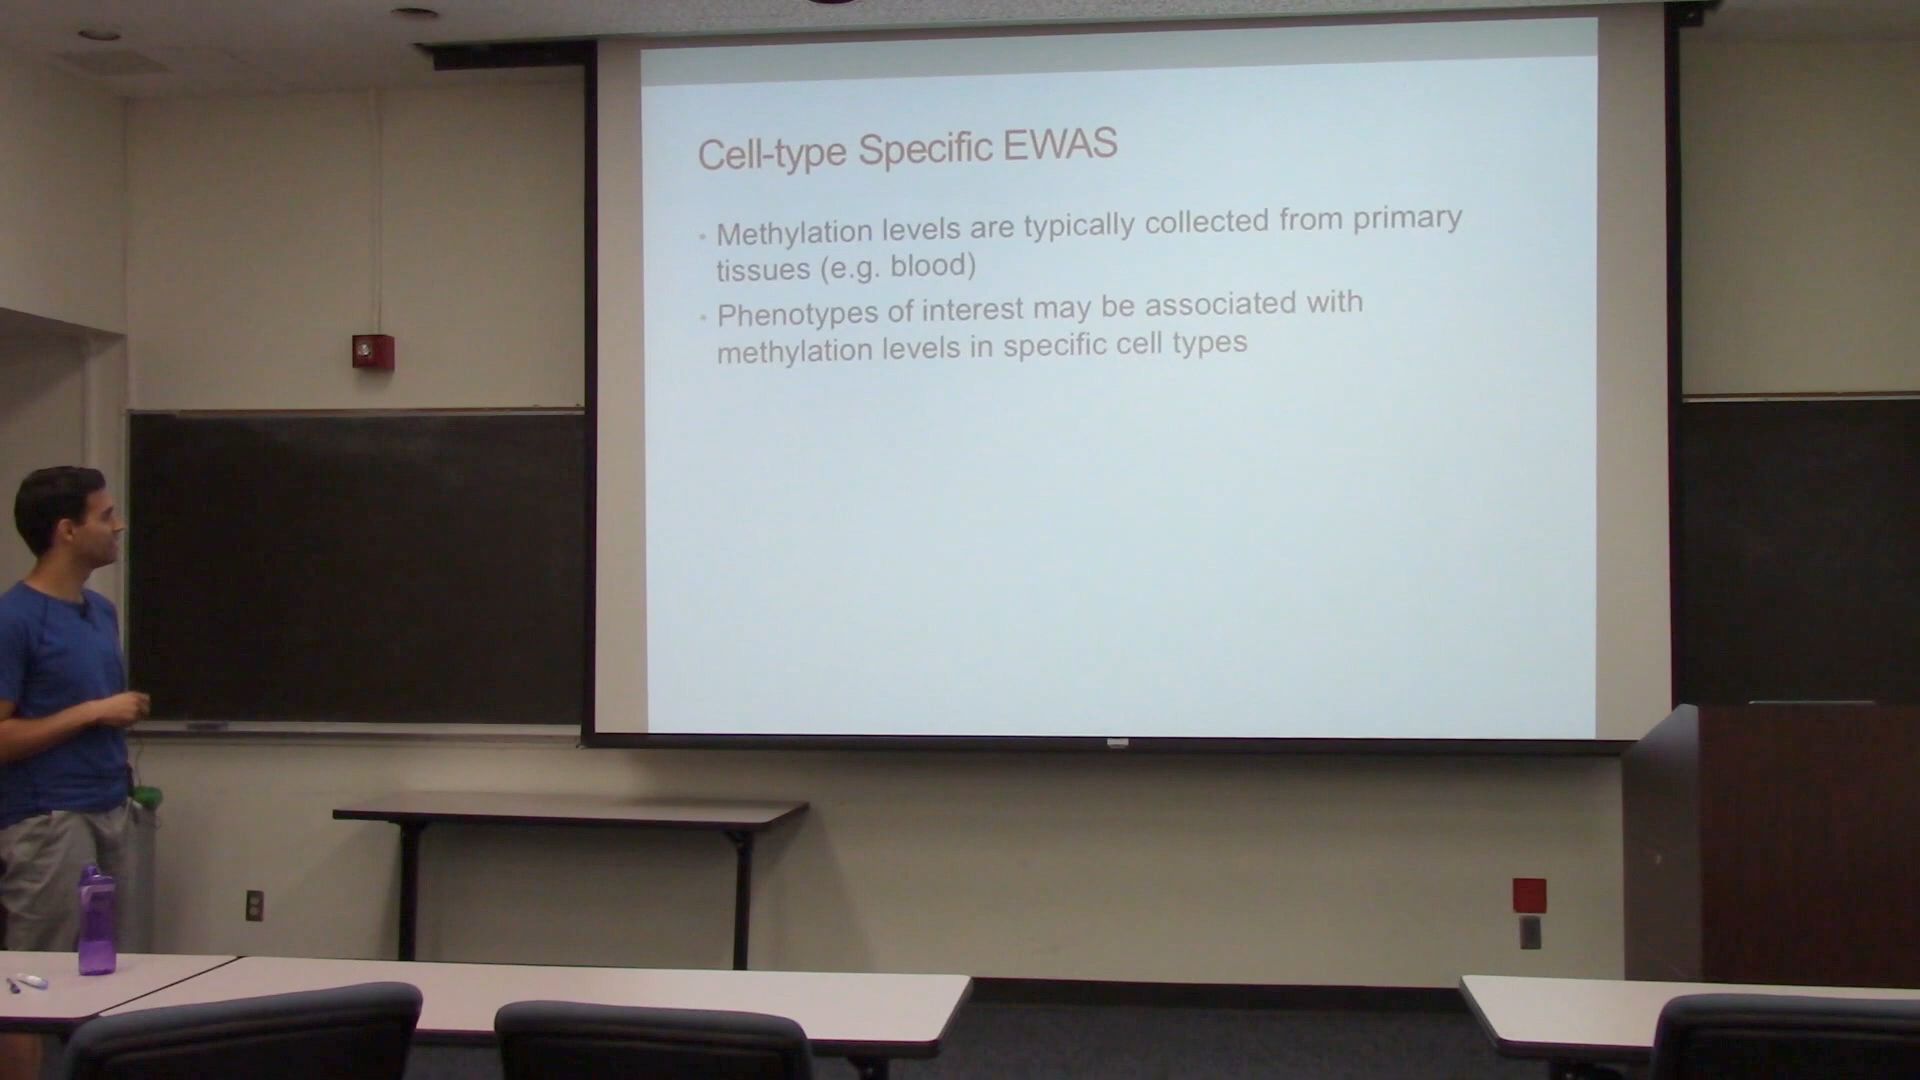 Cell-type Specific EWAS
• Methylation levels are typically collected from primary
tissues (e.g. blood)
• Phenotypes of interest may be associated with
methylation levels in specific cell types